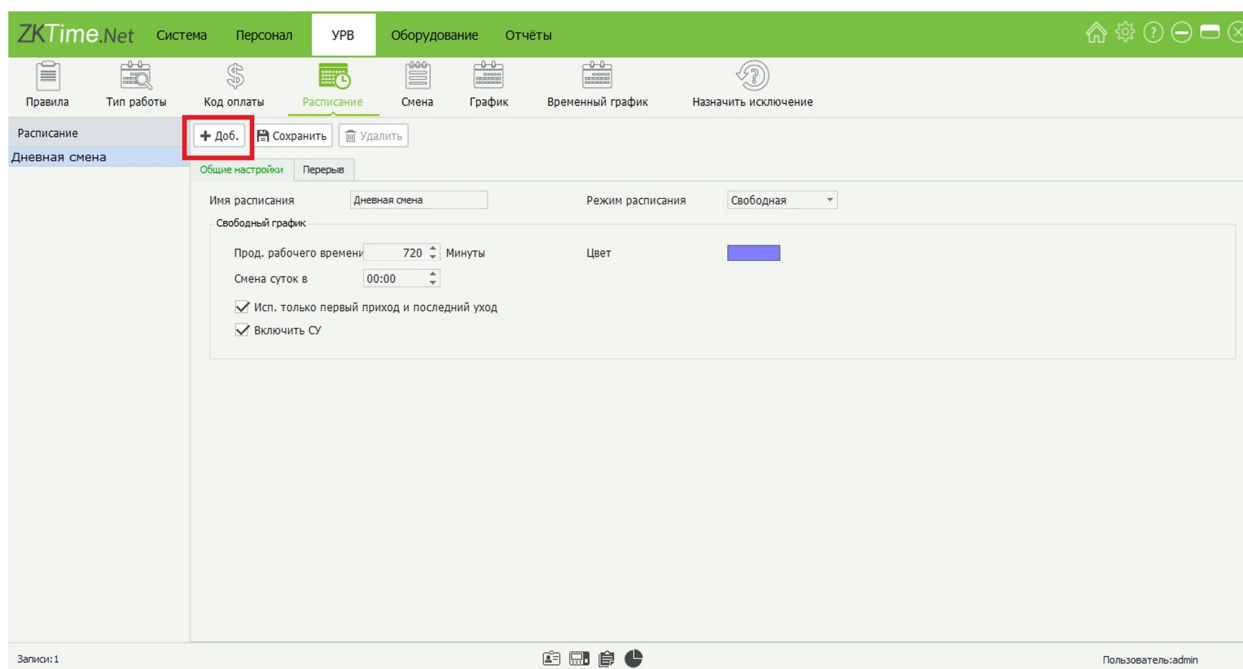 ZKTime.Net Система Персонал УРВ Оборудование Отчёты
Правила Тип работы Код оплаты Расписание Смена График Временный график Назначить исключение
Расписание
Дневная смена
Доб. Сохранить Удалить
Общие настройки Перерыв
Имя расписания Дневная смена Режим расписания Свободная
Свободный график
Прод. рабочего времени 720 Минуты Цвет
Смена суток в 00:00
Исп. только первый приход и последний уход
Включить СУ
Записи:1 Пользователь:admin